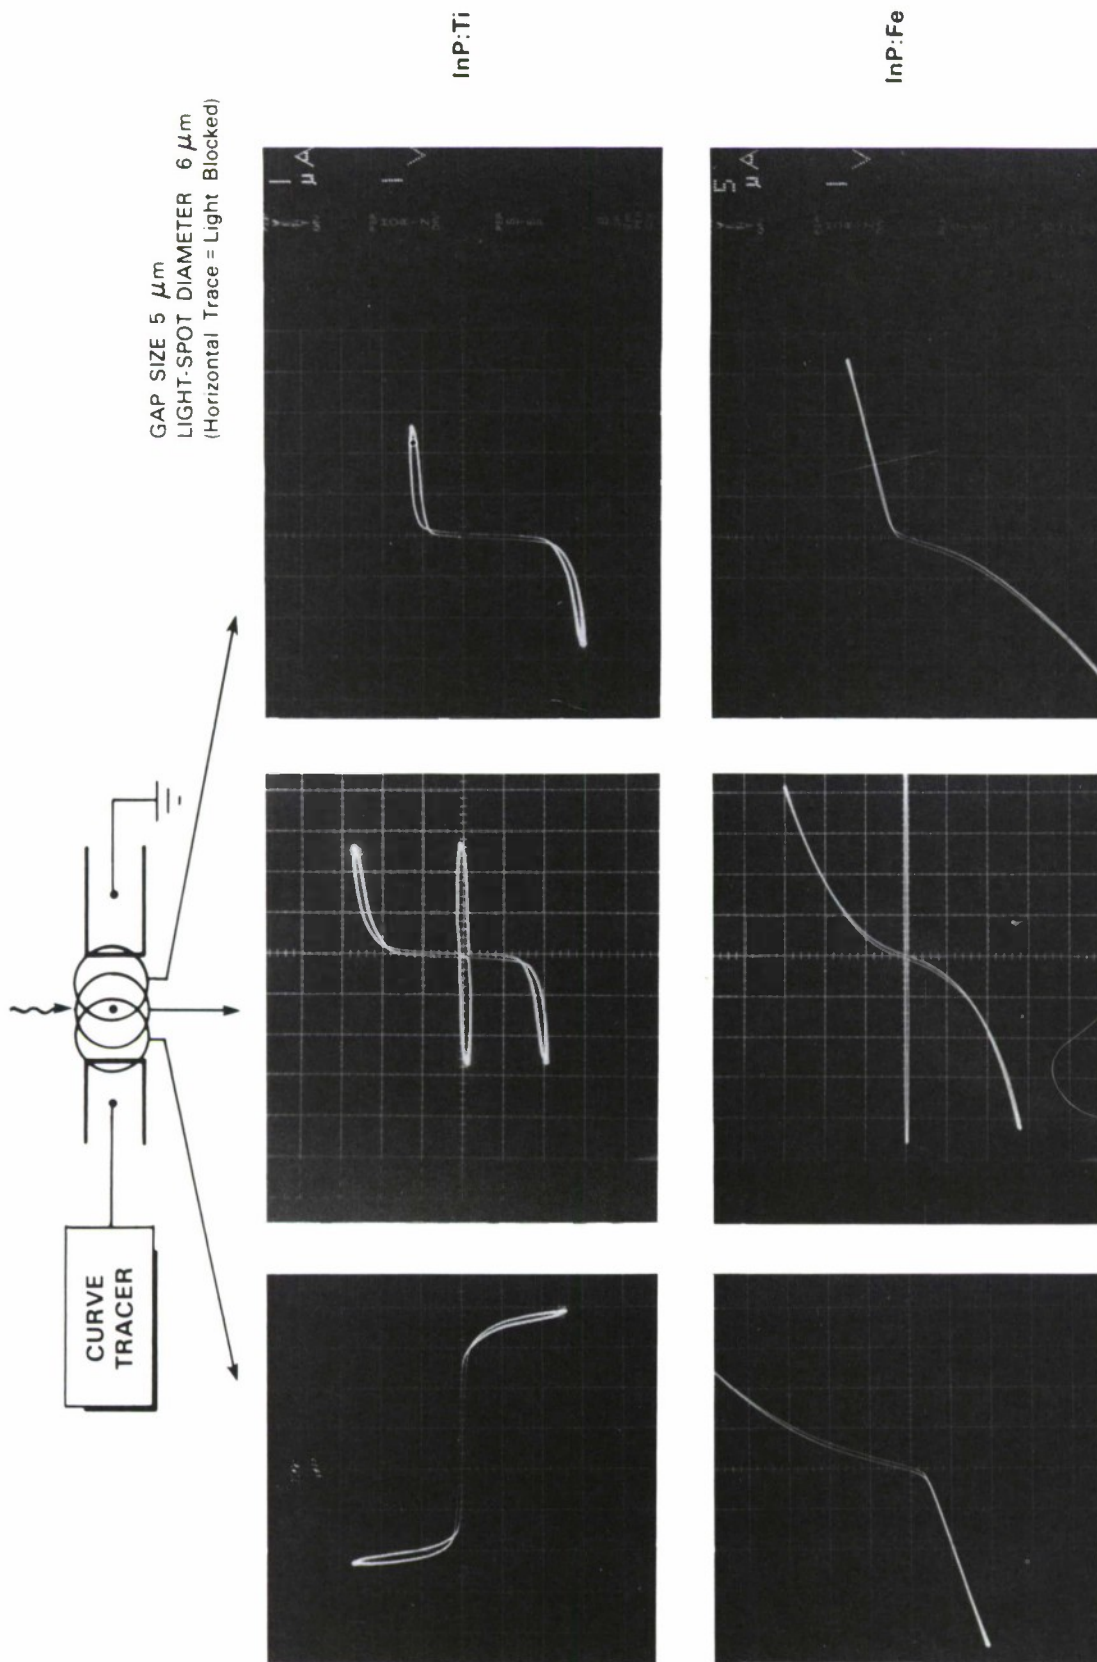 CURVE
TRACER
GAP SIZE 5 μm
LIGHT-SPOT DIAMETER 6 μm
(Horizontal Trace = Light Blocked)
1
μA
1
V
InP:Ti
5
μA
1
V
InP:Fe